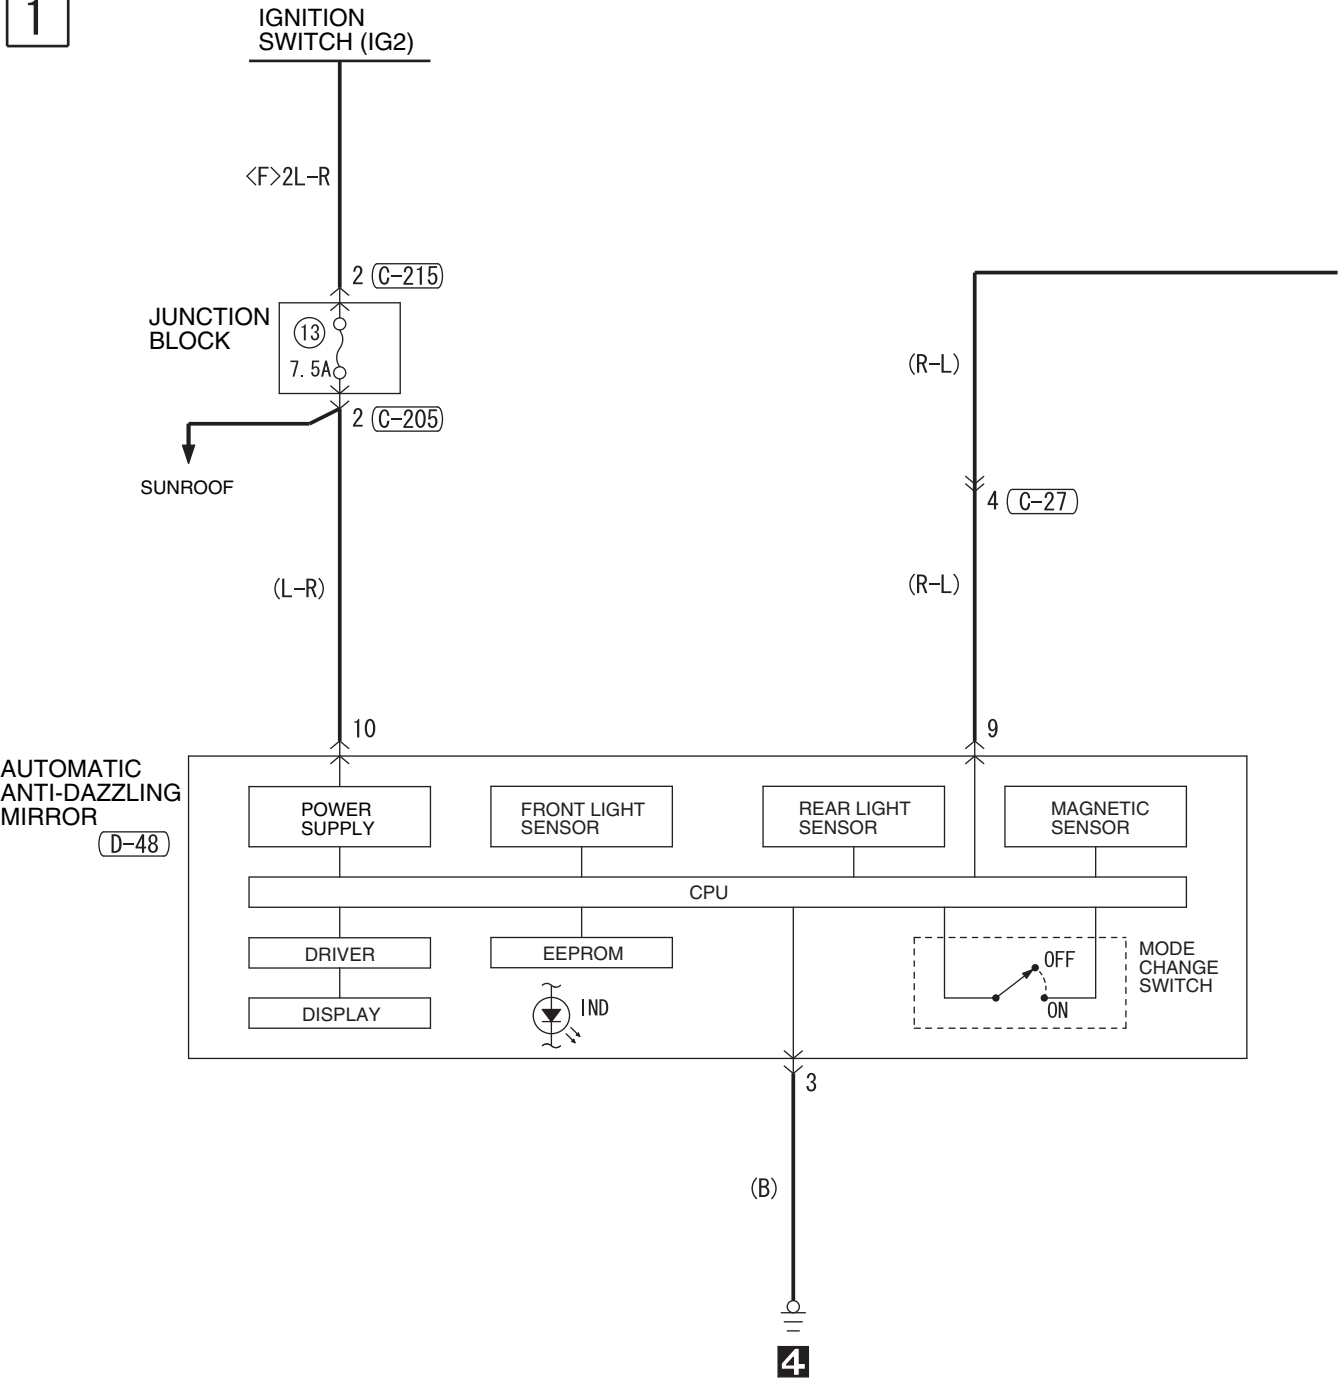 1
IGNITION
SWITCH (IG2)
<F>2L-R
2 C-215
JUNCTION
BLOCK
13
7.5A
2 C-205
SUNROOF
(L-R)
10
(R-L)
4 C-27
(R-L)
9
AUTOMATIC
ANTI-DAZZLING
MIRROR
D-48
POWER
SUPPLY
FRONT LIGHT
SENSOR
REAR LIGHT
SENSOR
MAGNETIC
SENSOR
CPU
DRIVER
EEPROM
DISPLAY
IND
OFF
ON
MODE
CHANGE
SWITCH
3
(B)
4